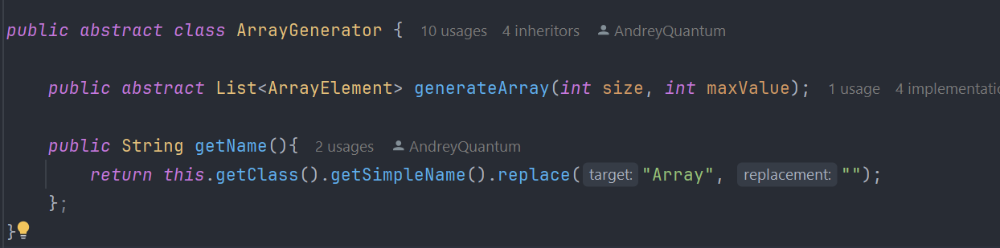 public abstract class ArrayGenerator { 10 usages 4 inheritors AndreyQuantum
public abstract List<ArrayElement> generateArray(int size, int maxValue); 1 usage 4 implementatio
public String getName(){ 2 usages AndreyQuantum
return this.getClass().getSimpleName().replace( target: "Array", replacement: "");
};
}